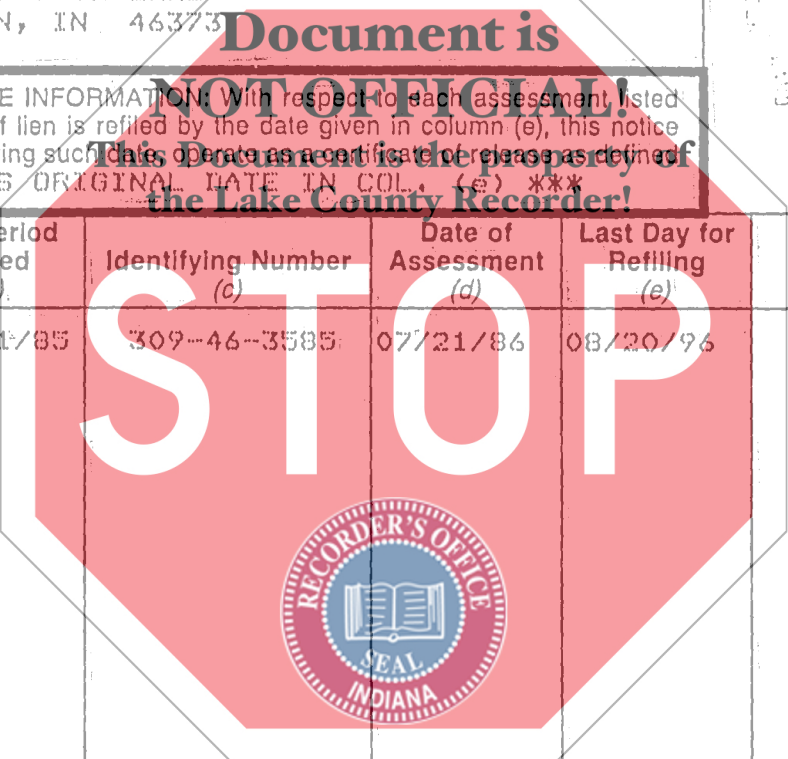 N, IN 46373
Document is
NOT OFFICIAL!
E INFORMATION: With respect to each assessment listed
f lien is refiled by the date given in column (e), this notice
ing such date, operate as a certificate of release as defined
This Document is the property of
S ORIGINAL DATE IN COL. (e) ***
the Lake County Recorder!
eriod
ed
)
Identifying Number
(c)
Date of
Assessment
(d)
Last Day for
Refiling
(e)
1/85 309-46-3585 07/21/86 08/20/96
STOP
RECORDER'S OFFICE
SEAL
INDIANA